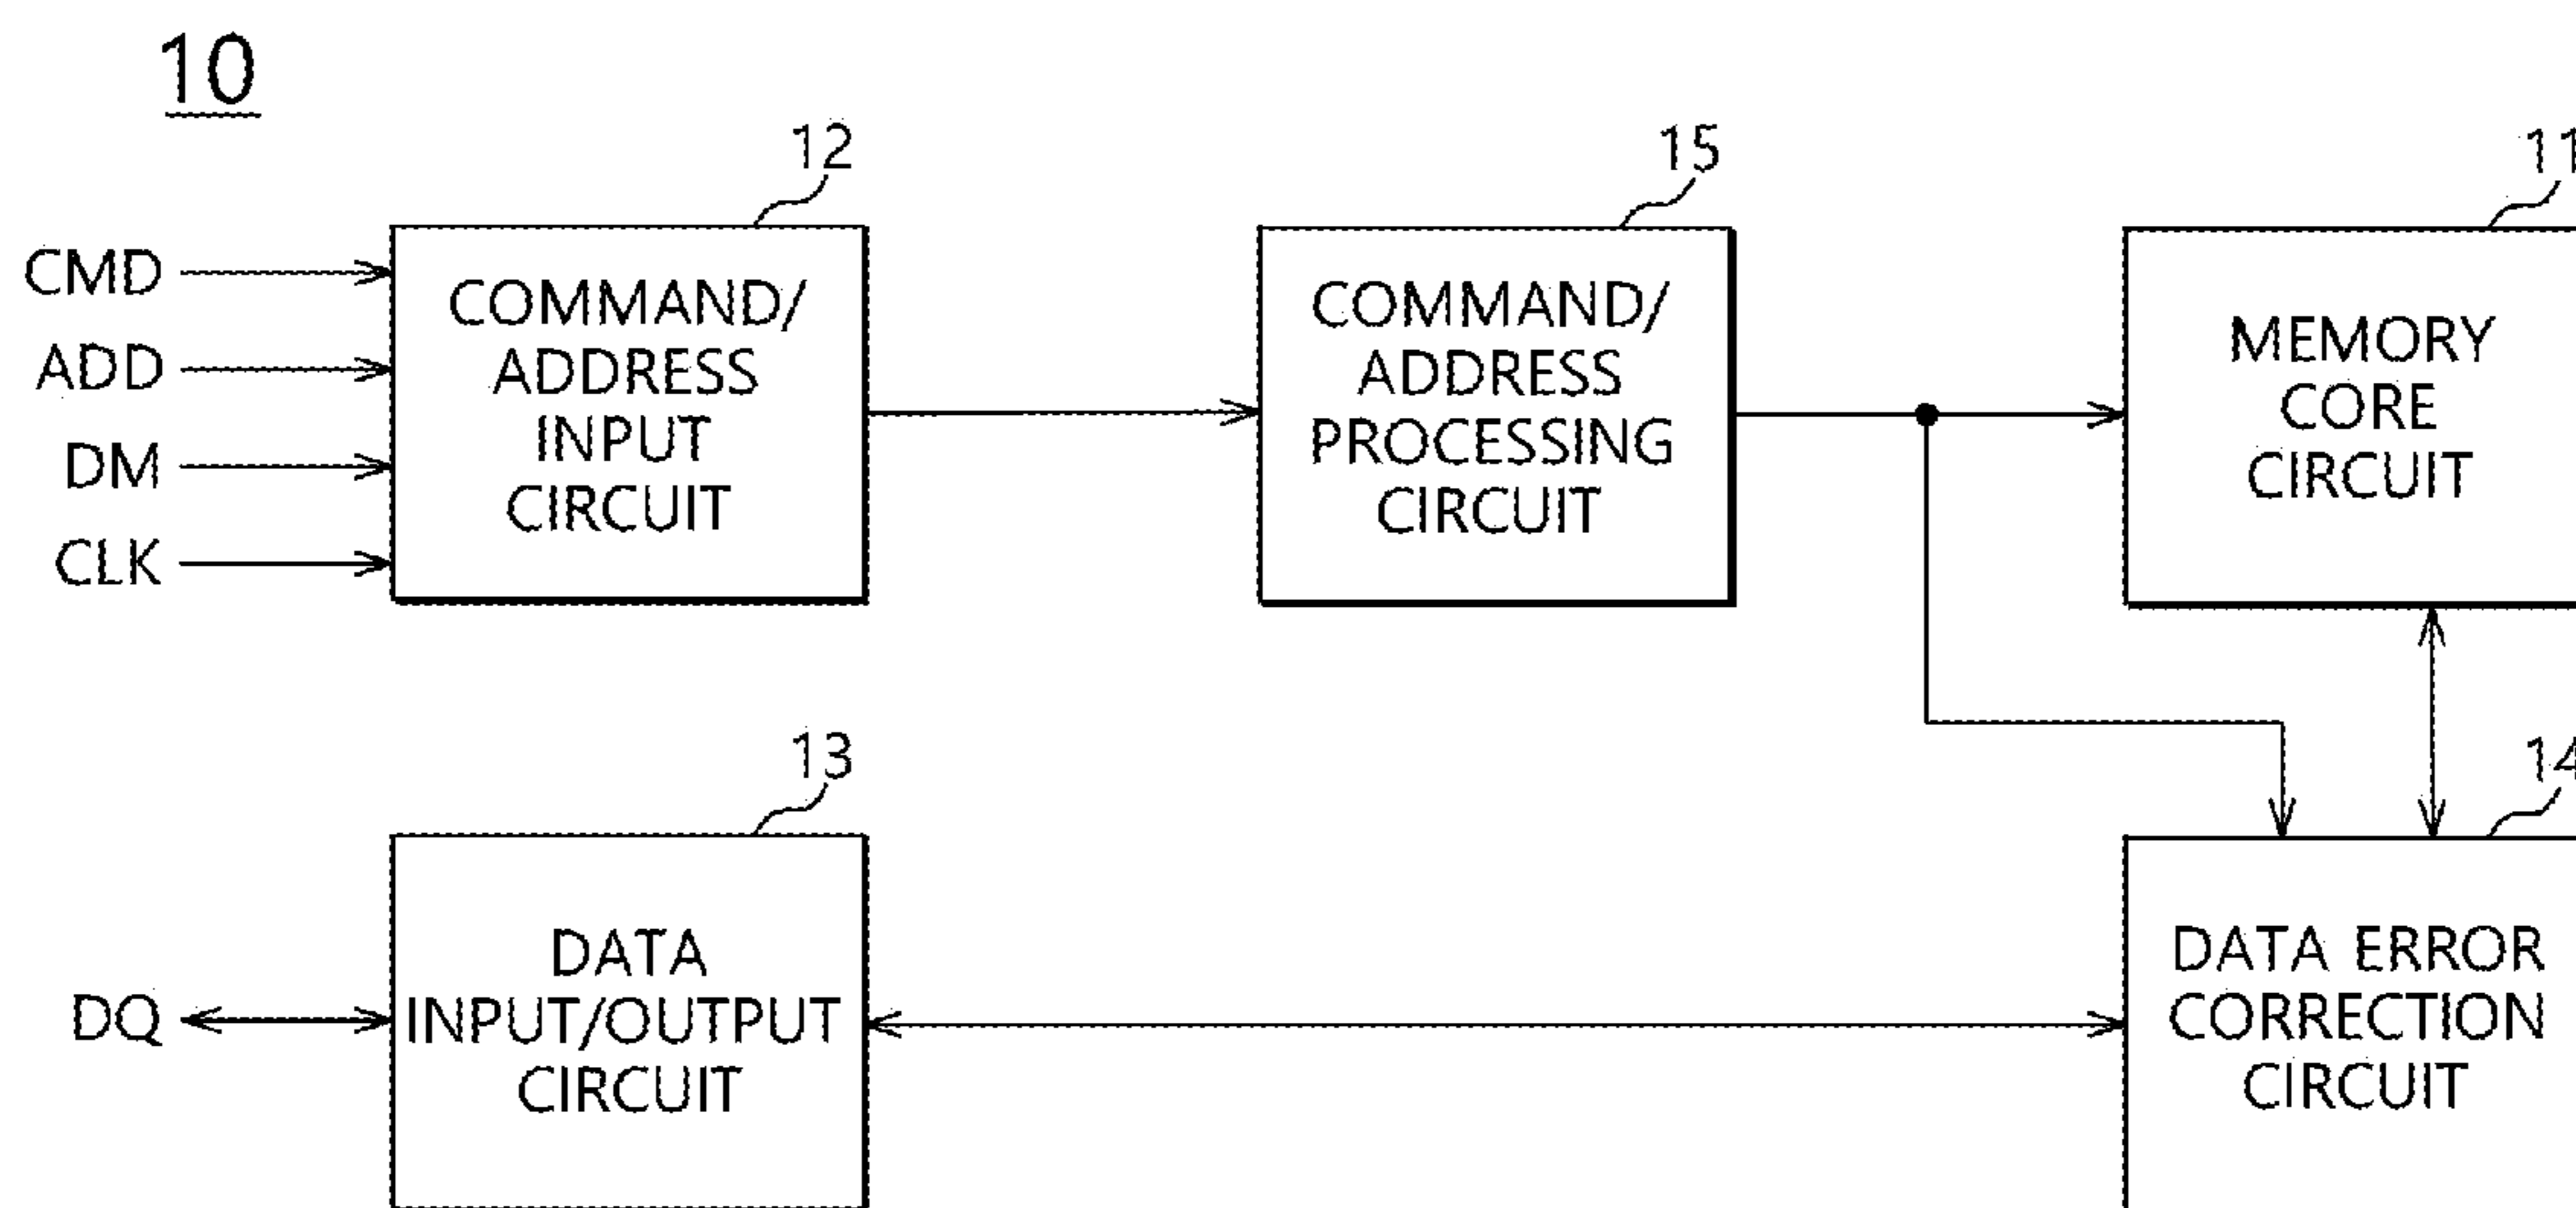 10
12
15
11
CMD
ADD
DM
CLK
COMMAND/
ADDRESS
INPUT
CIRCUIT
COMMAND/
ADDRESS
PROCESSING
CIRCUIT
MEMORY
CORE
CIRCUIT
13
14
DQ
DATA
INPUT/OUTPUT
CIRCUIT
DATA ERROR
CORRECTION
CIRCUIT